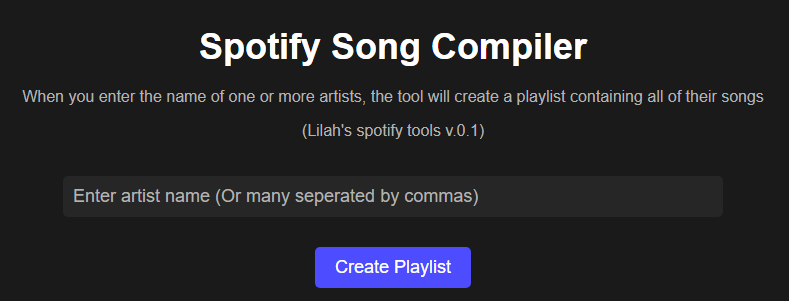 Spotify Song Compiler
When you enter the name of one or more artists, the tool will create a playlist containing all of their songs
(Lilah's spotify tools v.0.1)
Enter artist name (Or many seperated by commas)
Create Playlist